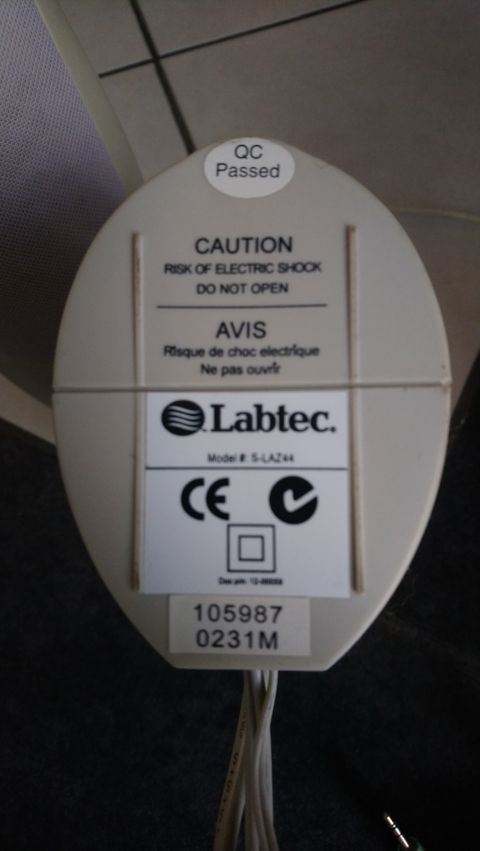 QC
Passed
CAUTION
RISK OF ELECTRIC SHOCK
DO NOT OPEN
AVIS
Risque de choc electrique
Ne pas ouvrir
Labtec.
Model #: S-LAZ44
CE
105987
0231M